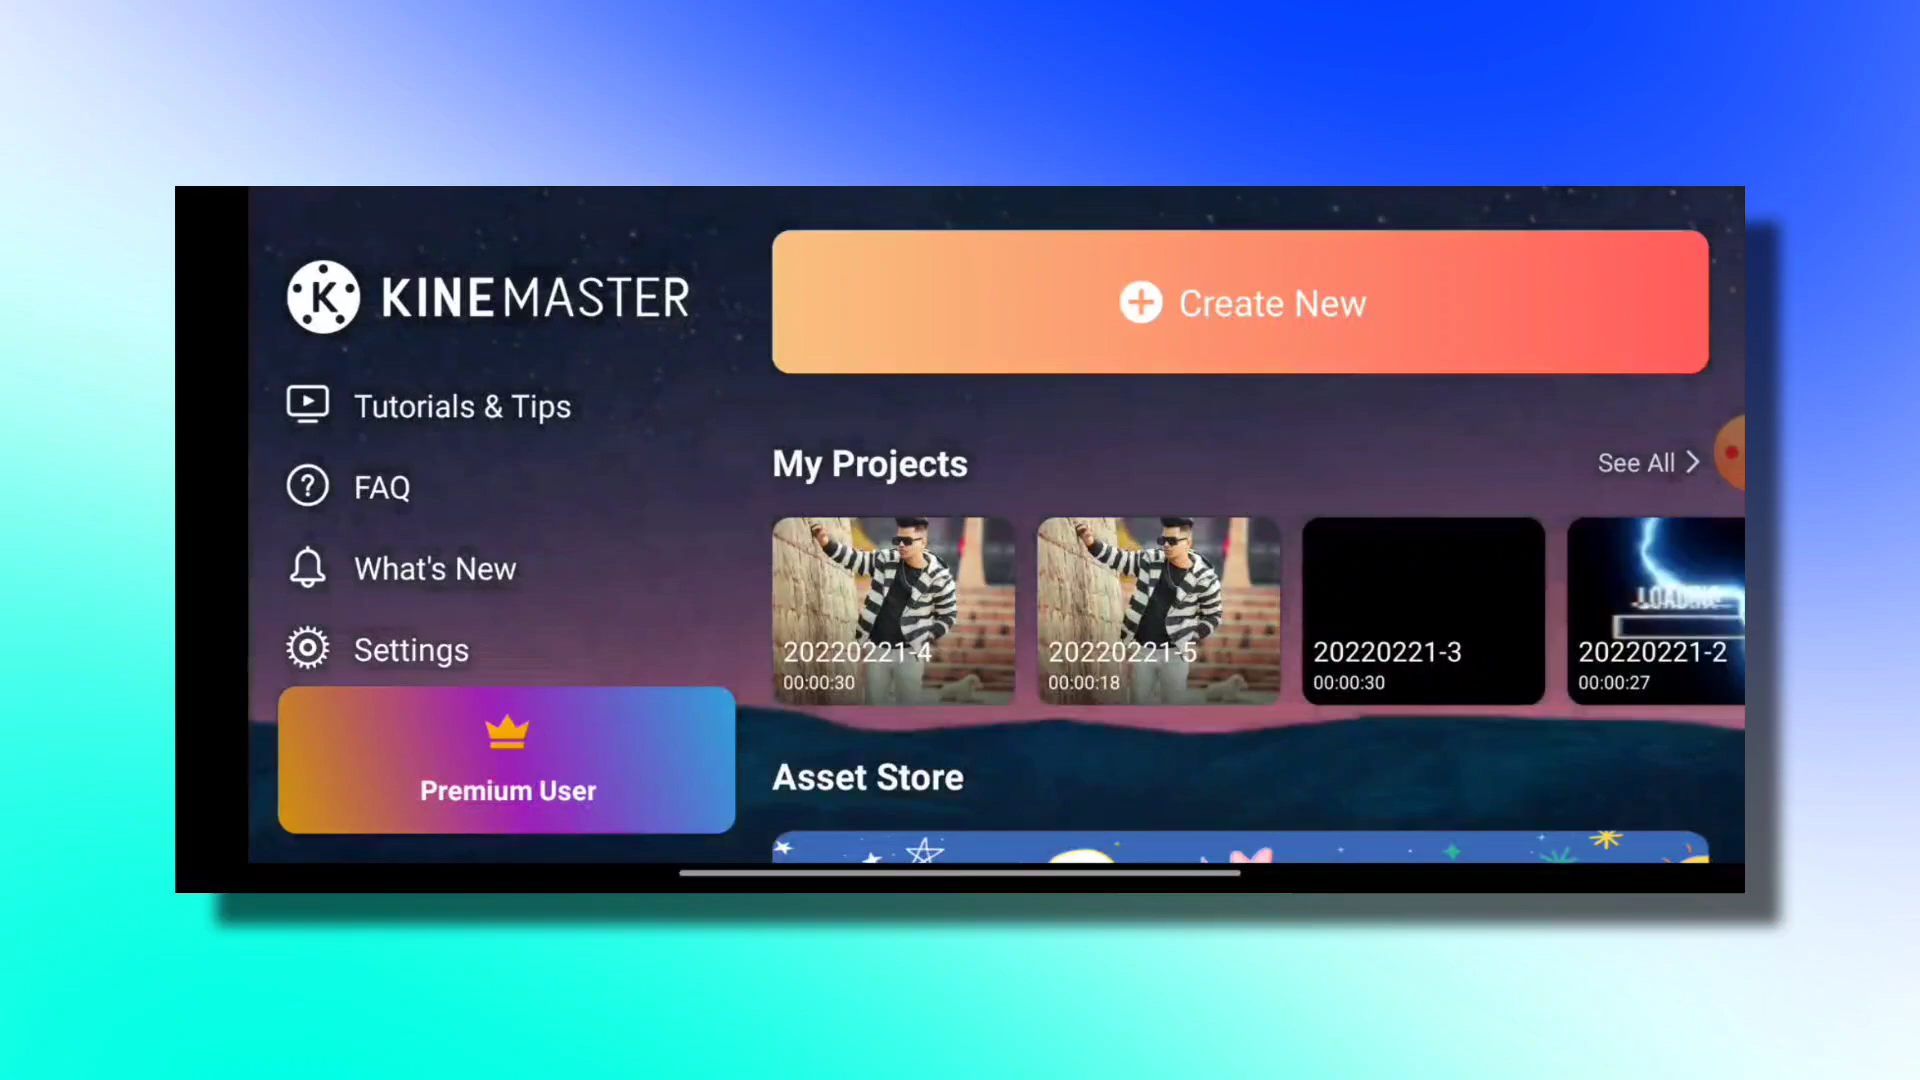 K KINEMASTER
Tutorials & Tips
FAQ
What's New
Settings
Premium User
Create New
My Projects
See All
20220221-4
00:00:30
20220221-5
00:00:18
20220221-3
00:00:30
LOADING
20220221-2
00:00:27
Asset Store